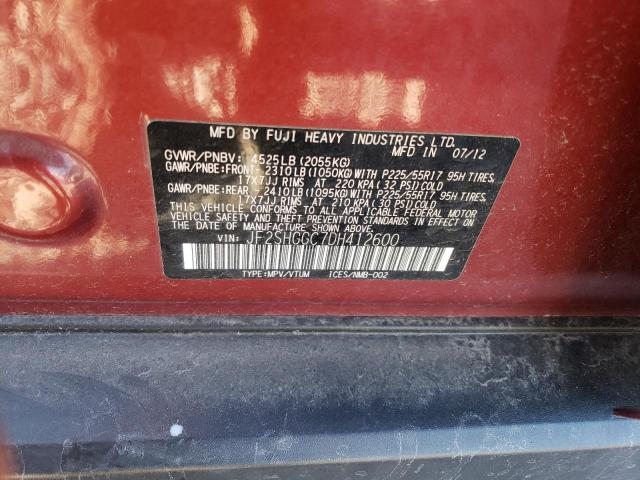 MFD BY FUJI HEAVY INDUSTRIES LTD.
MFD IN 07/12
GVWR/PNBV: 4525LB (2055KG)
GAWR/PNBE:FRONT-2310LB(1050KG)WITH P225/55R17 95H TIRES,
17X7JJ RIMS AT 220 KPA(32 PSI)COLD
GAWR/PNBE:REAR -2410LB(1095KG)WITH P225/55R17 95H TIRES,
17X7JJ RIMS AT 210 KPA(30 PSI)COLD
THIS VEHICLE CONFORMS TO ALL APPLICABLE FEDERAL MOTOR VEHICLE
SAFETY, BUMPER, AND THEFT PREVENTION STANDARDS IN EFFECT ON THE
DATE OF MANUFACTURE SHOWN ABOVE.
VIN: JF2SHGGC7DH412600
TYPE:MPV/VTUM ICES/NMB-002